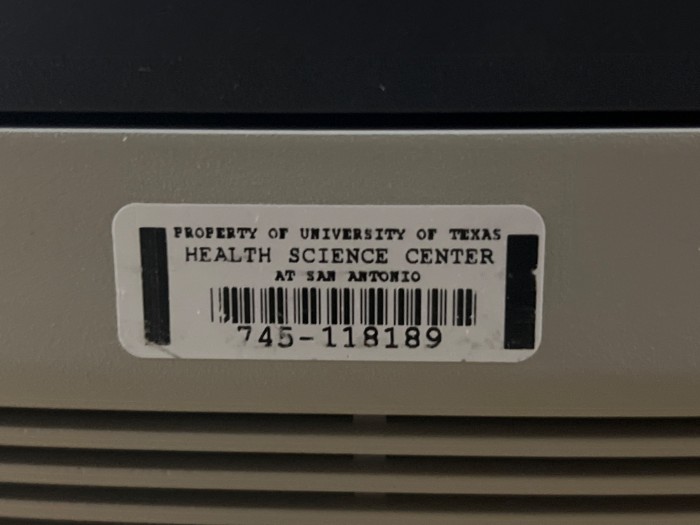 PROPERTY OF UNIVERSITY OF TEXAS
HEALTH SCIENCE CENTER
AT SAN ANTONIO
745-118189